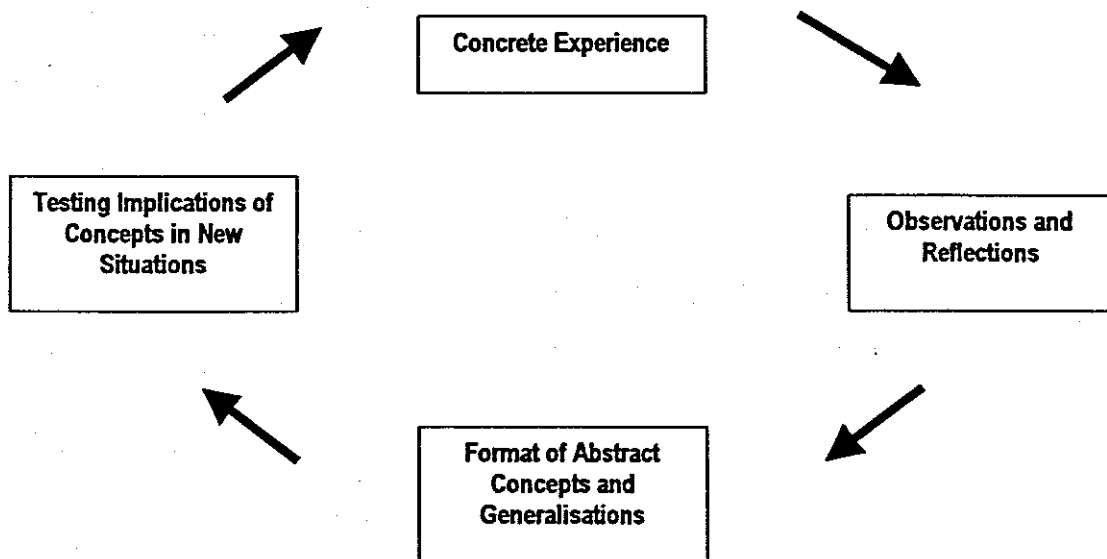 Concrete Experience
Testing Implications of
Concepts in New
Situations
Observations and
Reflections
Format of Abstract
Concepts and
Generalisations